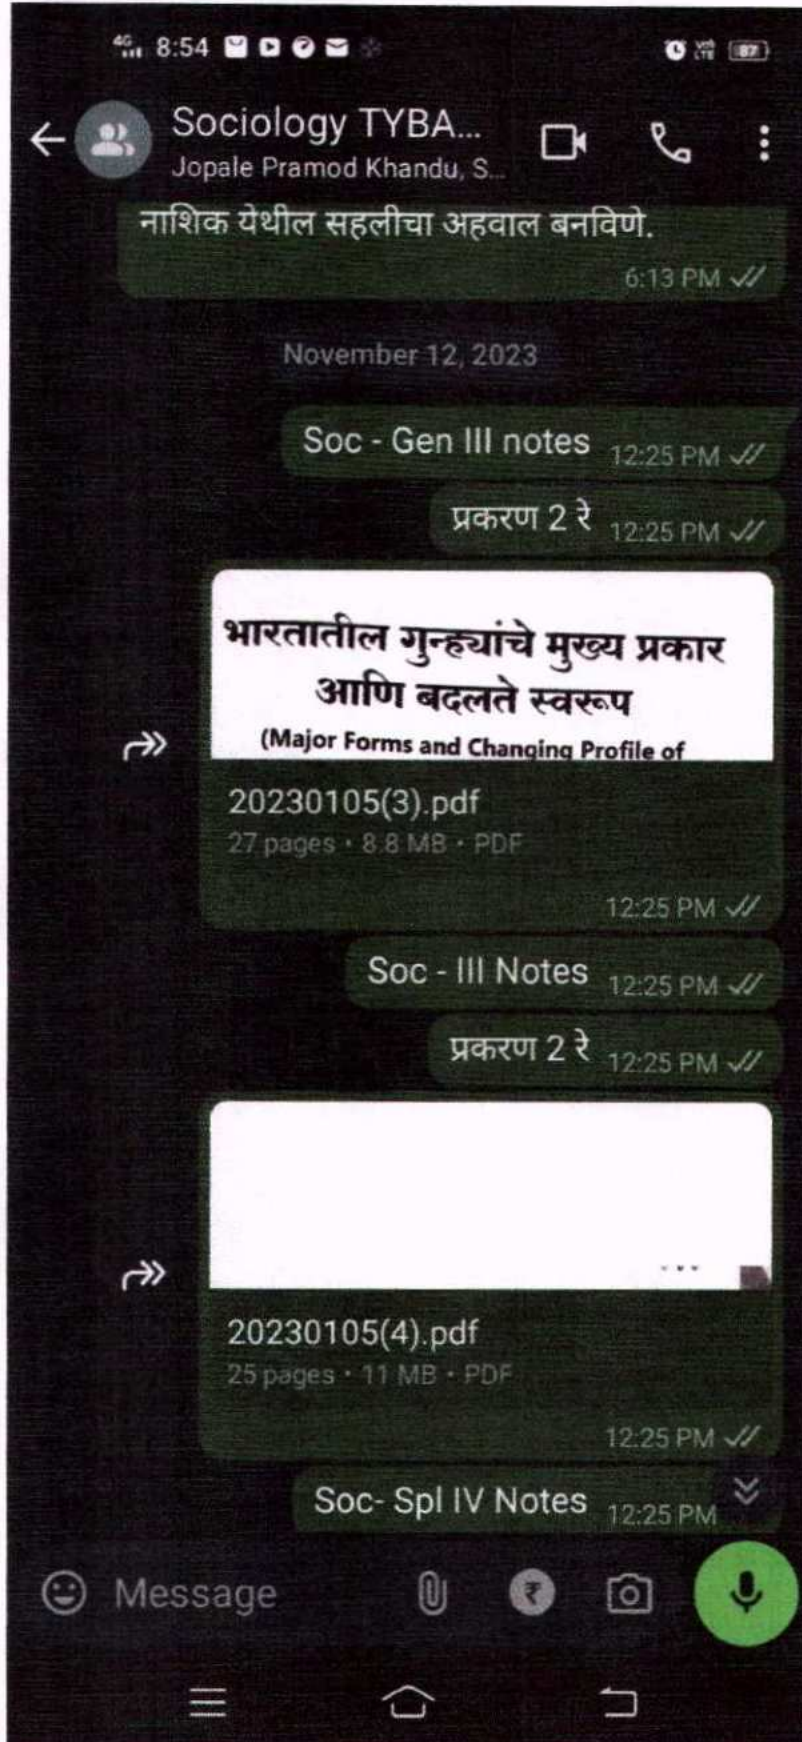 4G 8:54 VoLTE 87
Sociology TYBA...
Jopale Pramod Khandu, S...
नाशिक येथील सहलीचा अहवाल बनविणे.
6:13 PM
November 12, 2023
Soc - Gen III notes 12:25 PM
प्रकरण 2 रे 12:25 PM
भारतातील गुन्ह्यांचे मुख्य प्रकार
आणि बदलते स्वरूप
(Major Forms and Changing Profile of
20230105(3).pdf
27 pages • 8.8 MB • PDF
12:25 PM
Soc - III Notes 12:25 PM
प्रकरण 2 रे 12:25 PM
20230105(4).pdf
25 pages • 11 MB • PDF
12:25 PM
Soc- Spl IV Notes 12:25 PM
Message
₹